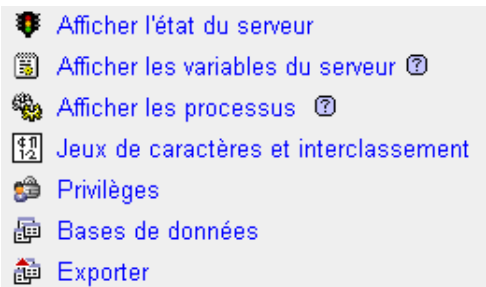 Afficher l'état du serveur
Afficher les variables du serveur ?
Afficher les processus ?
Jeux de caractères et interclassement
Privilèges
Bases de données
Exporter